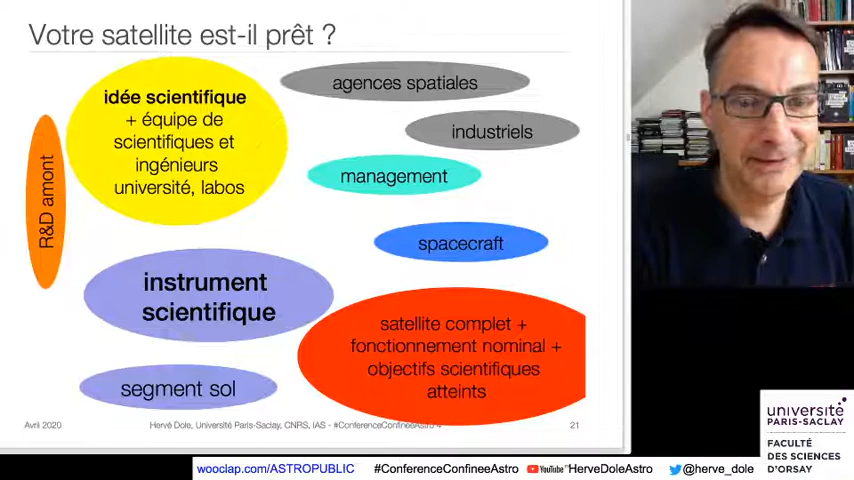 Votre satellite est-il prêt ?
idée scientifique
+ équipe de
scientifiques et
ingénieurs
université, labos
agences spatiales
industriels
management
R&D amont
spacecraft
instrument
scientifique
satellite complet +
fonctionnement nominal +
objectifs scientifiques
atteints
segment sol
Avril 2020
Hervé Dole, Université Paris-Saclay, CNRS, IAS - #ConferenceConfineeAstro 4
21
université
PARIS-SACLAY
FACULTÉ
DES SCIENCES
D'ORSAY
wooclap.com/ASTROPUBLIC
#ConferenceConfineeAstro
YouTube HerveDoleAstro
@herve_dole